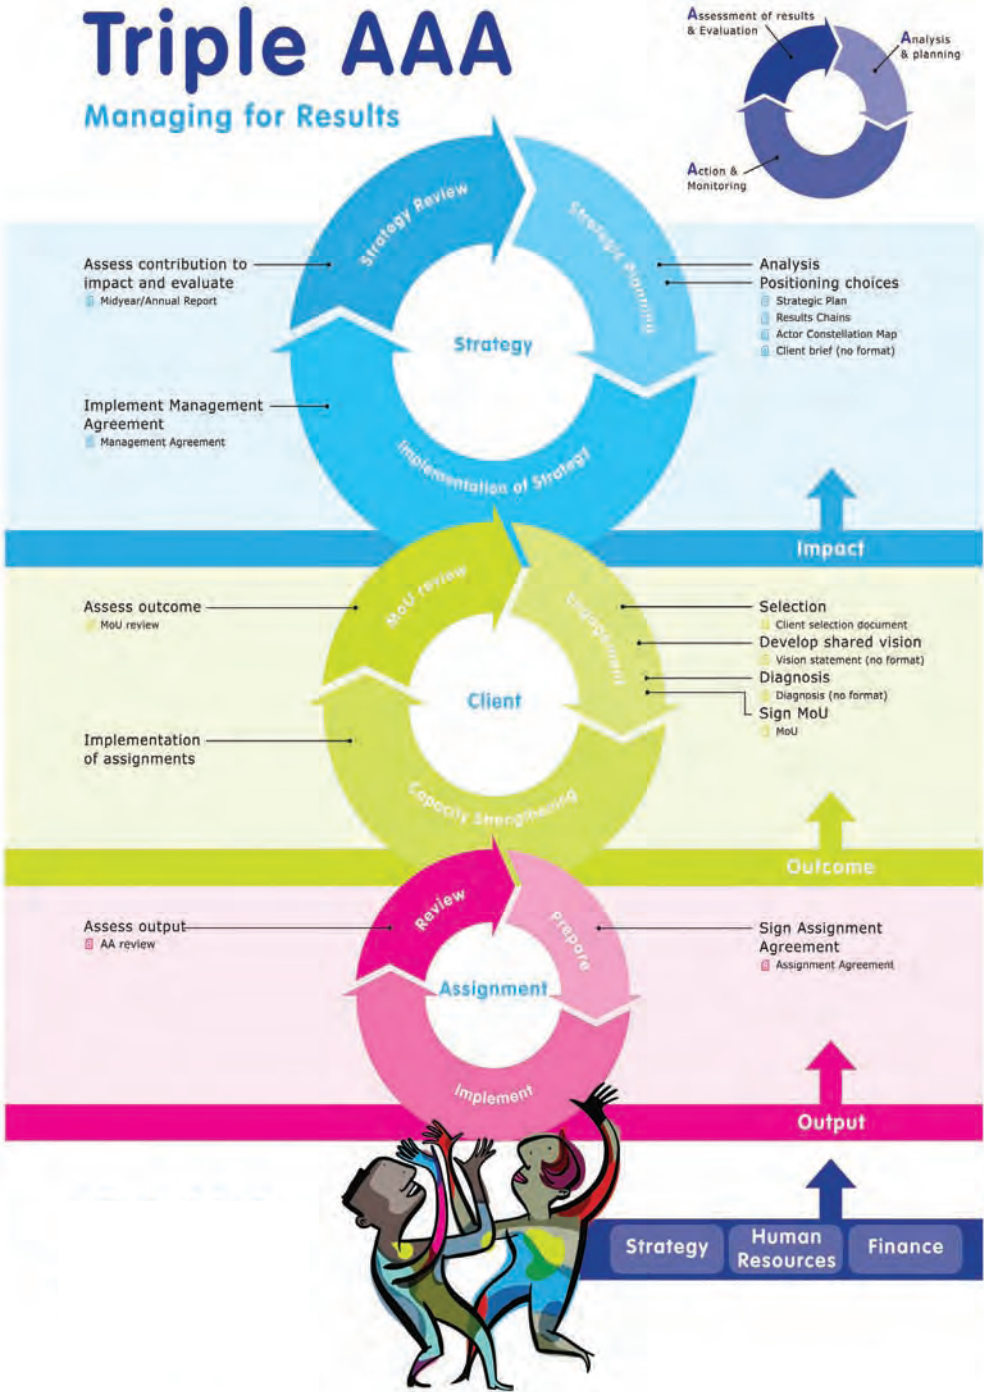 Triple AAA
Managing for Results
Assessment of results
& Evaluation
Analysis
& planning
Action &
Monitoring
Strategy Review
Strategic Planning
Assess contribution to
impact and evaluate
Midyear/Annual Report
Analysis
Positioning choices
Strategic Plan
Results Chains
Actor Constellation Map
Client brief (no format)
Strategy
Implement Management
Agreement
Management Agreement
Implementation of Strategy
Impact
MoU review
Engagement
Assess outcome
MoU review
Selection
Client selection document
Develop shared vision
Vision statement (no format)
Diagnosis
Diagnosis (no format)
Sign MoU
MoU
Client
Implementation
of assignments
Capacity Strengthening
Outcome
Review
Prepare
Assess output
AA review
Sign Assignment
Agreement
Assignment Agreement
Assignment
Implement
Output
Strategy
Human
Resources
Finance